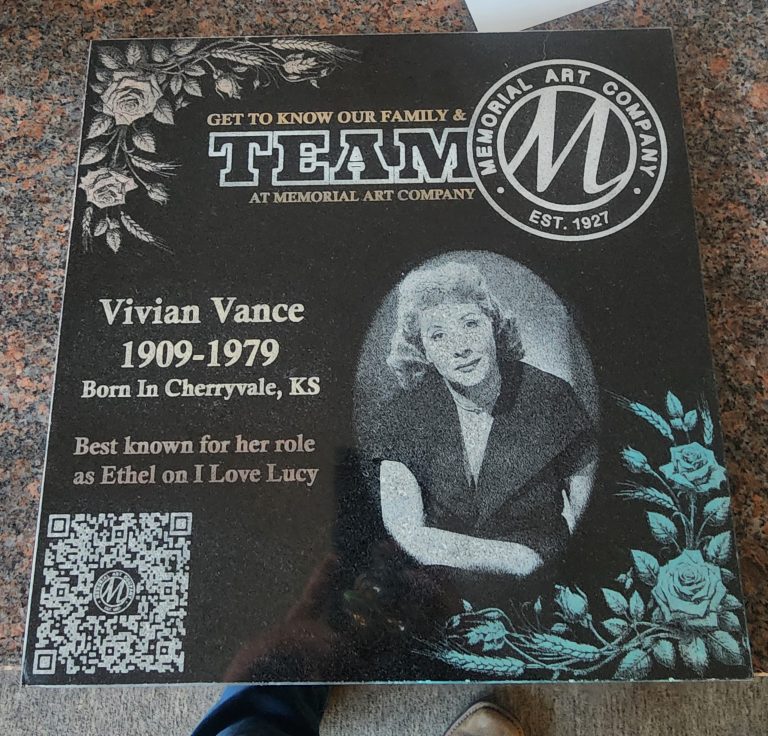 GET TO KNOW OUR FAMILY &
TEAM
AT MEMORIAL ART COMPANY
MEMORIAL ART COMPANY
M
EST. 1927
Vivian Vance
1909-1979
Born In Cherryvale, KS
Best known for her role
as Ethel on I Love Lucy
M